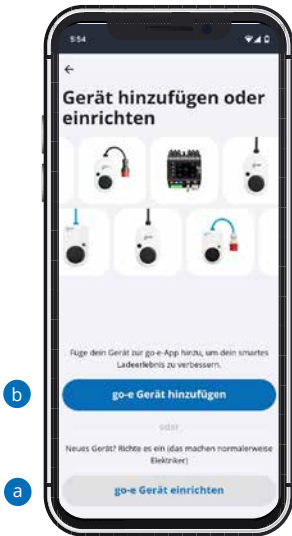 5:54
Gerät hinzufügen oder
einrichten
Füge dein Gerät zur go-e-App hinzu, um dein smartes
Ladeerlebnis zu verbessern.
b
go-e Gerät hinzufügen
oder
Neues Gerät? Richte es ein (das machen normalerweise
Elektriker)
a
go-e Gerät einrichten